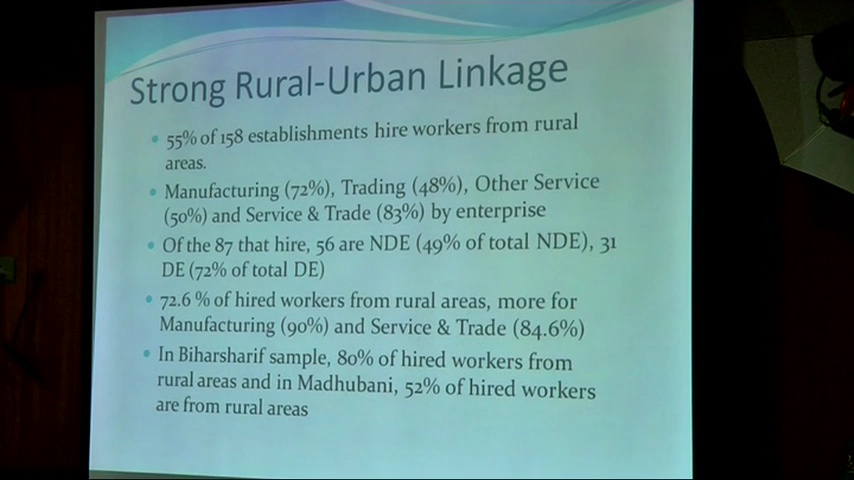 Strong Rural-Urban Linkage
• 55% of 158 establishments hire workers from rural
areas.
• Manufacturing (72%), Trading (48%), Other Service
(50%) and Service & Trade (83%) by enterprise
• Of the 87 that hire, 56 are NDE (49% of total NDE), 31
DE (72% of total DE)
• 72.6 % of hired workers from rural areas, more for
Manufacturing (90%) and Service & Trade (84.6%)
• In Biharsharif sample, 80% of hired workers from
rural areas and in Madhubani, 52% of hired workers
are from rural areas